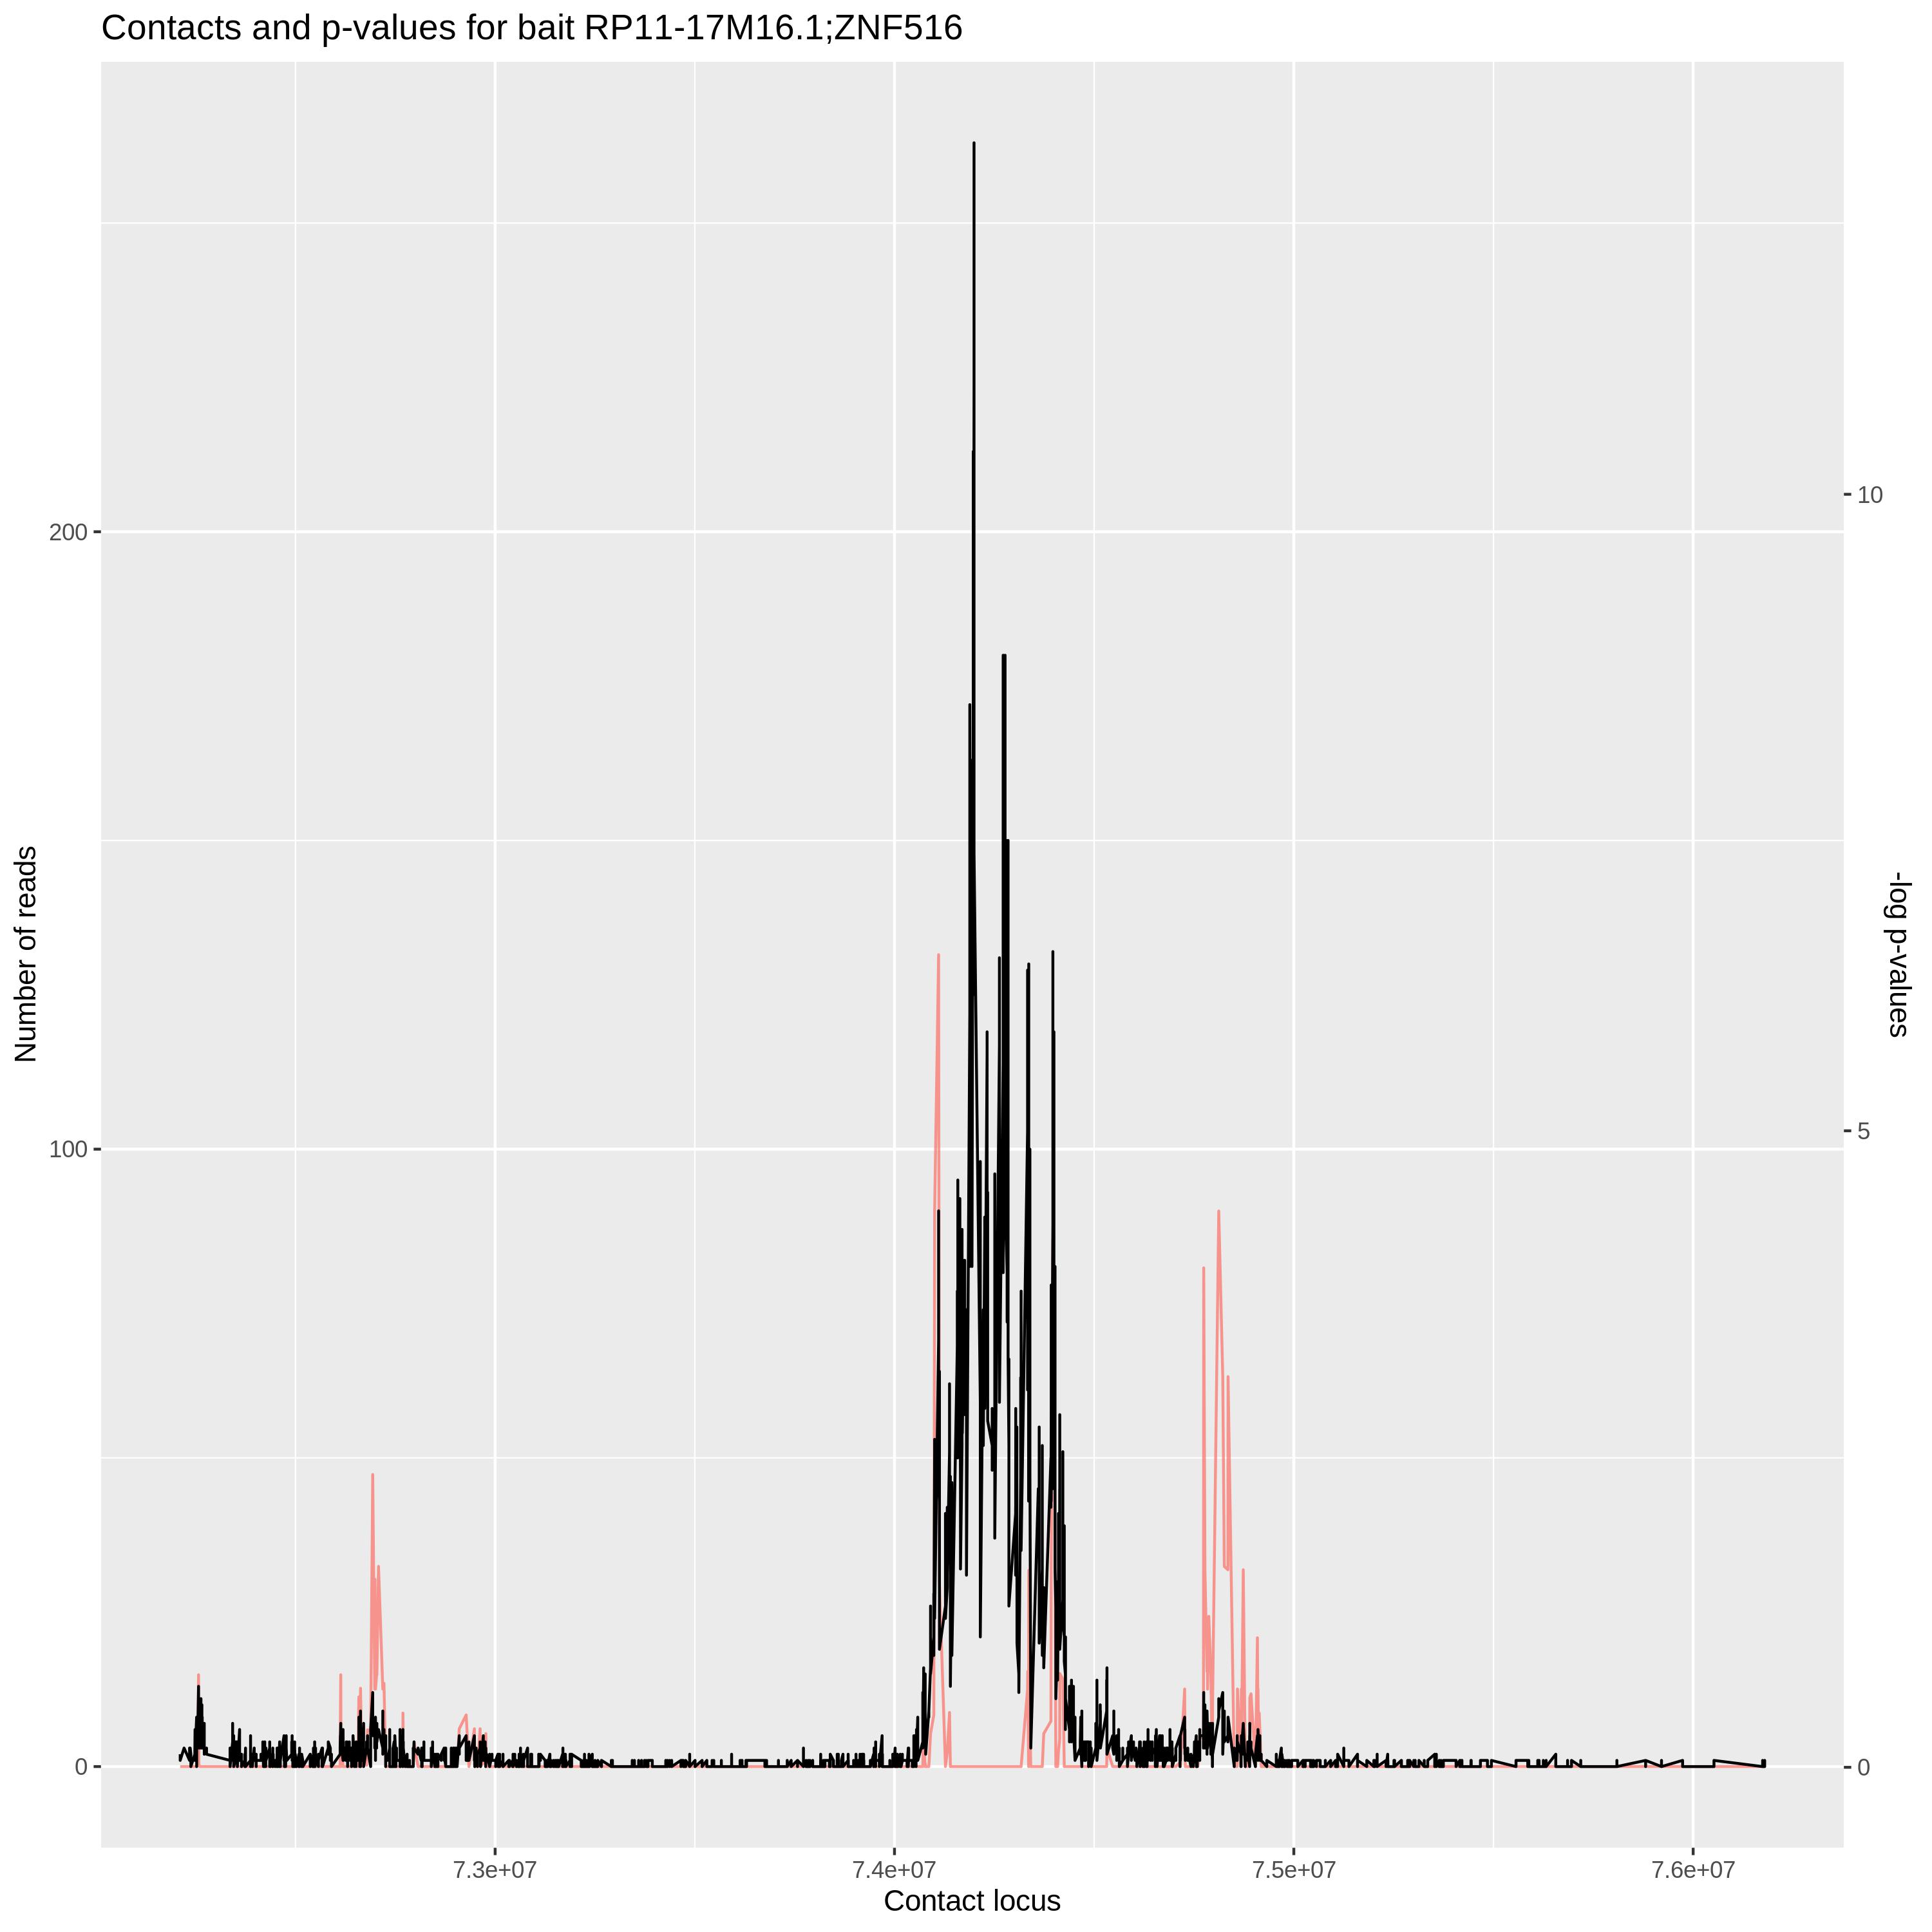 Contacts and p-values for bait RP11-17M16.1;ZNF516
200
100
0
Number of reads
10
5
0
-log p-values
7.3e+07
7.4e+07
7.5e+07
7.6e+07
Contact locus